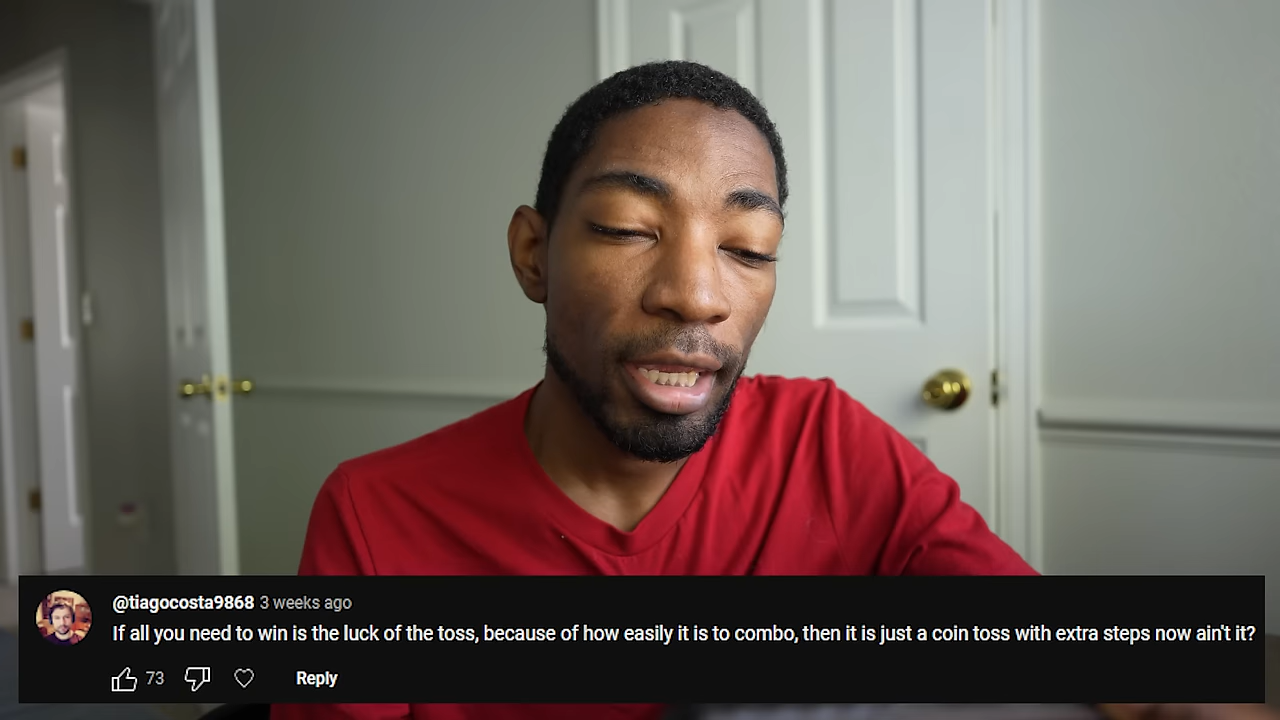 @tiagocosta9868 3 weeks ago
If all you need to win is the luck of the toss, because of how easily it is to combo, then it is just a coin toss with extra steps now ain't it?
73
Reply